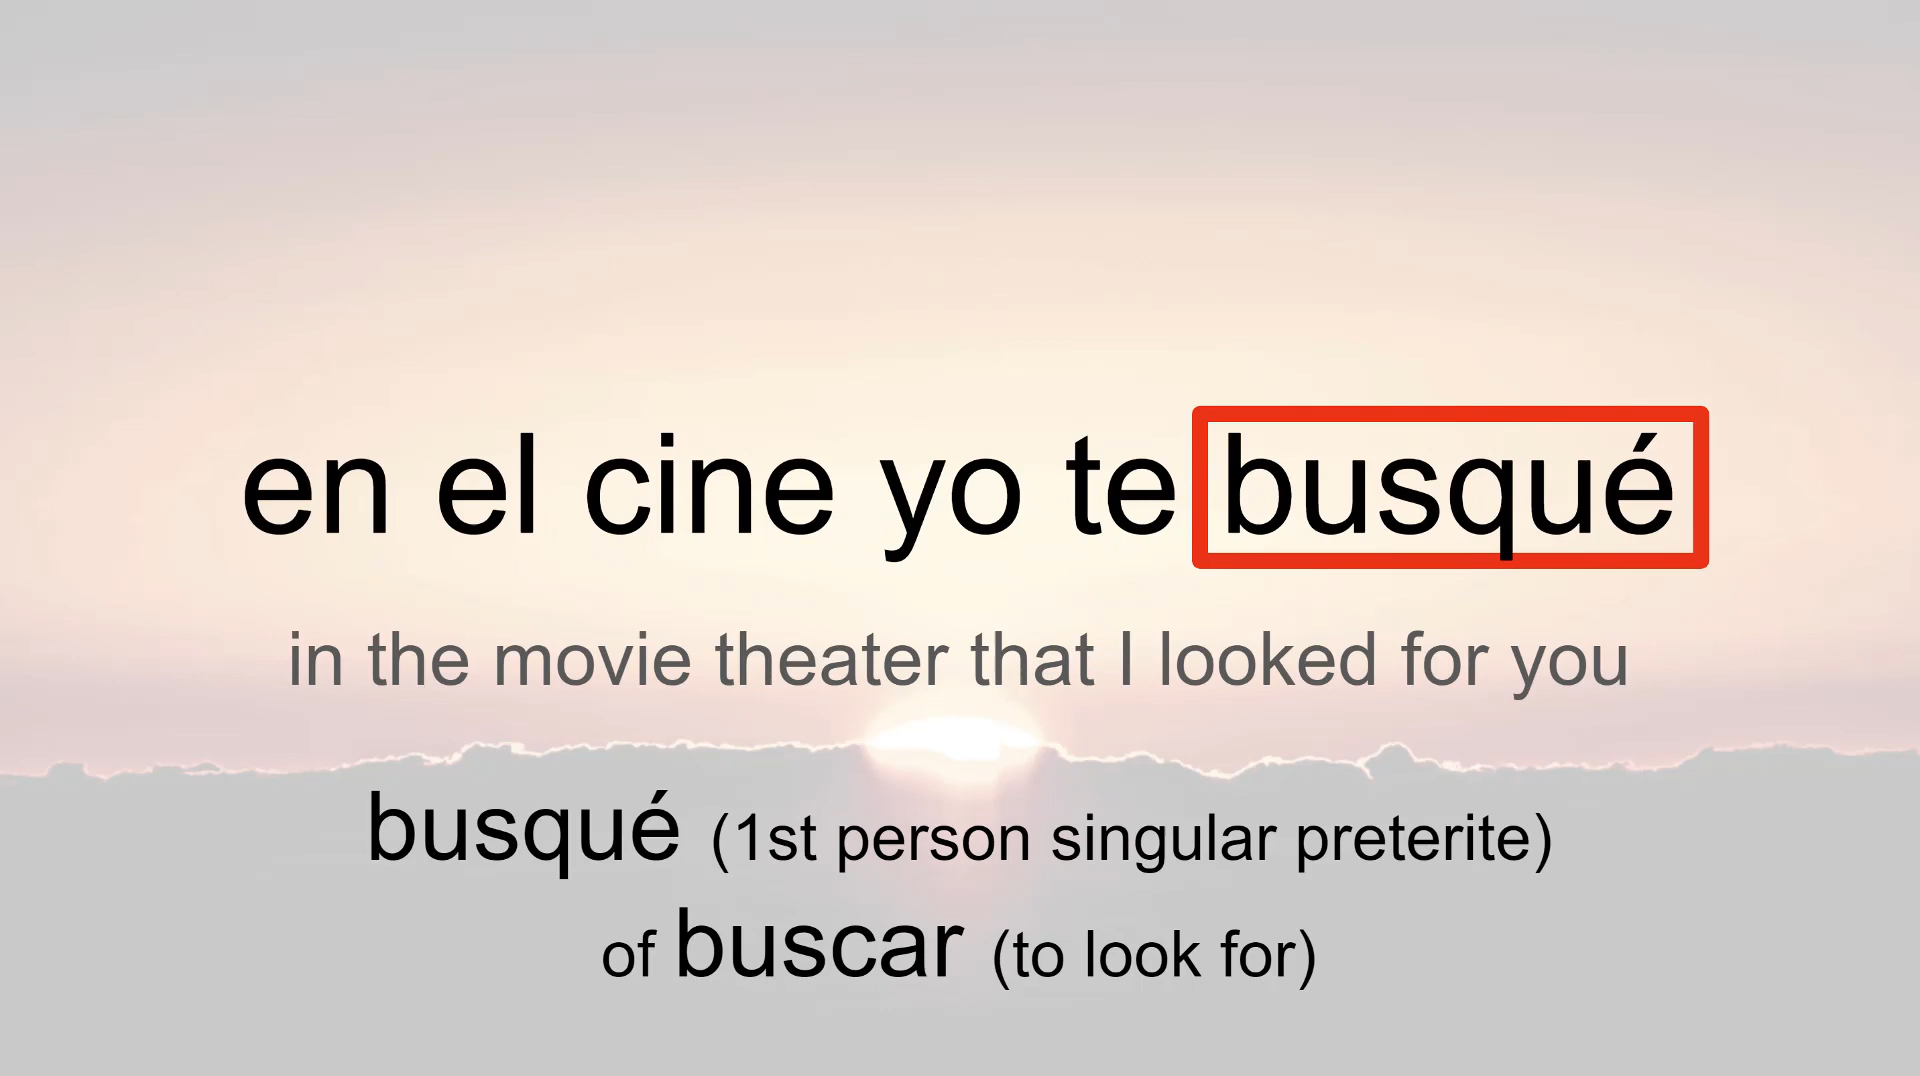 en el cine yo te busqué
in the movie theater that I looked for you
busqué (1st person singular preterite)
of buscar (to look for)